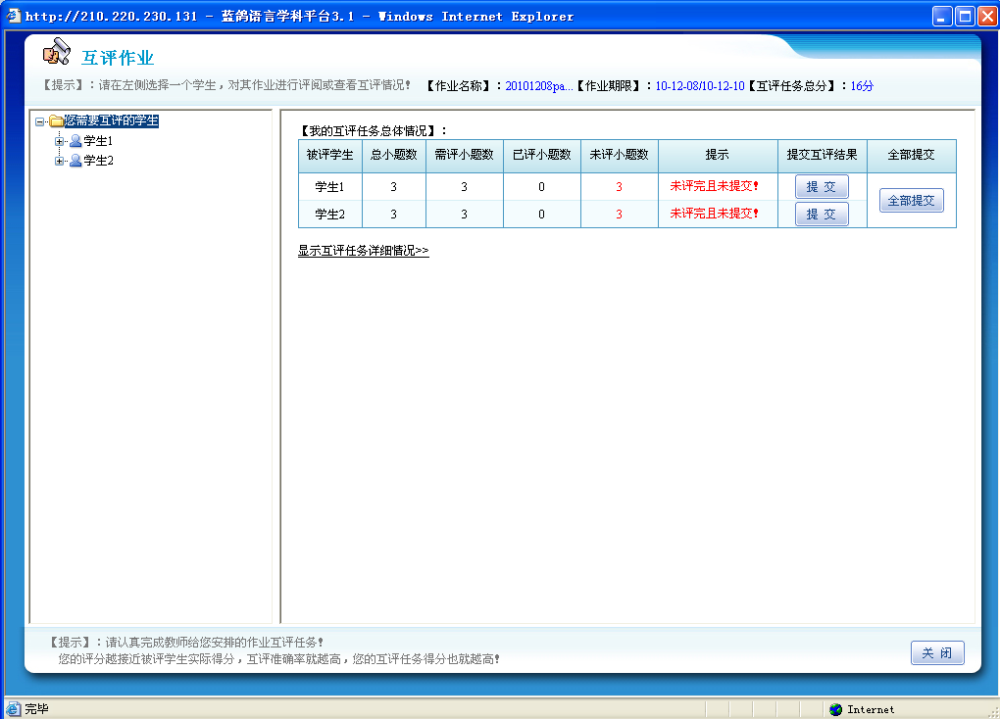 http://210.220.230.131 - 蓝鸽语言学科平台3.1 - Windows Internet Explorer
互评作业
【提示】：请在左侧选择一个学生，对其作业进行评阅或查看互评情况！ 【作业名称】：20101208pa...【作业期限】：10-12-08/10-12-10【互评任务总分】：16分
您需要互评的学生
学生1
学生2
【我的互评任务总体情况】：
被评学生 总小题数 需评小题数 已评小题数 未评小题数 提示 提交互评结果 全部提交
学生1 3 3 0 3 未评完且未提交！ 提 交
全部提交
学生2 3 3 0 3 未评完且未提交！ 提 交
显示互评任务详细情况>>
【提示】：请认真完成教师给您安排的作业互评任务！
您的评分越接近被评学生实际得分，互评准确率就越高，您的互评任务得分也就越高！
关 闭
完毕
Internet